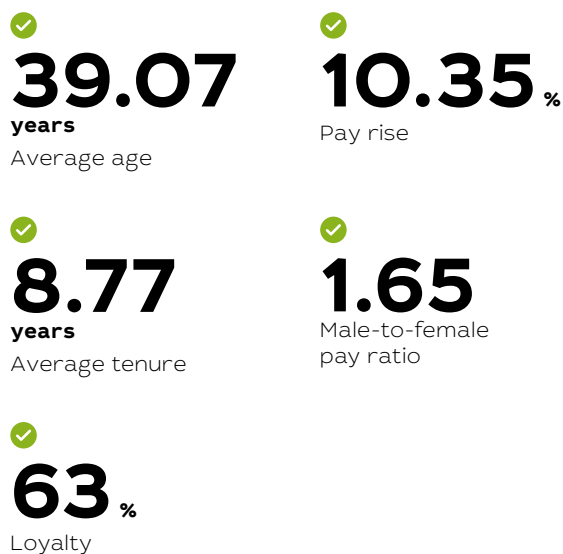 39.07
years
Average age
10.35 %
Pay rise
8.77
years
Average tenure
1.65
Male-to-female
pay ratio
63 %
Loyalty